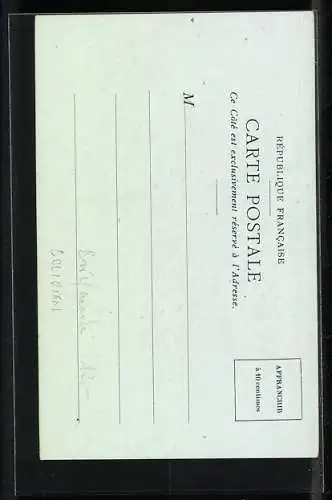 RÉPUBLIQUE FRANÇAISE
CARTE POSTALE
Ce Côté est exclusivement réservé à l'Adresse.
AFFRANCHIR
à 10 centimes
M